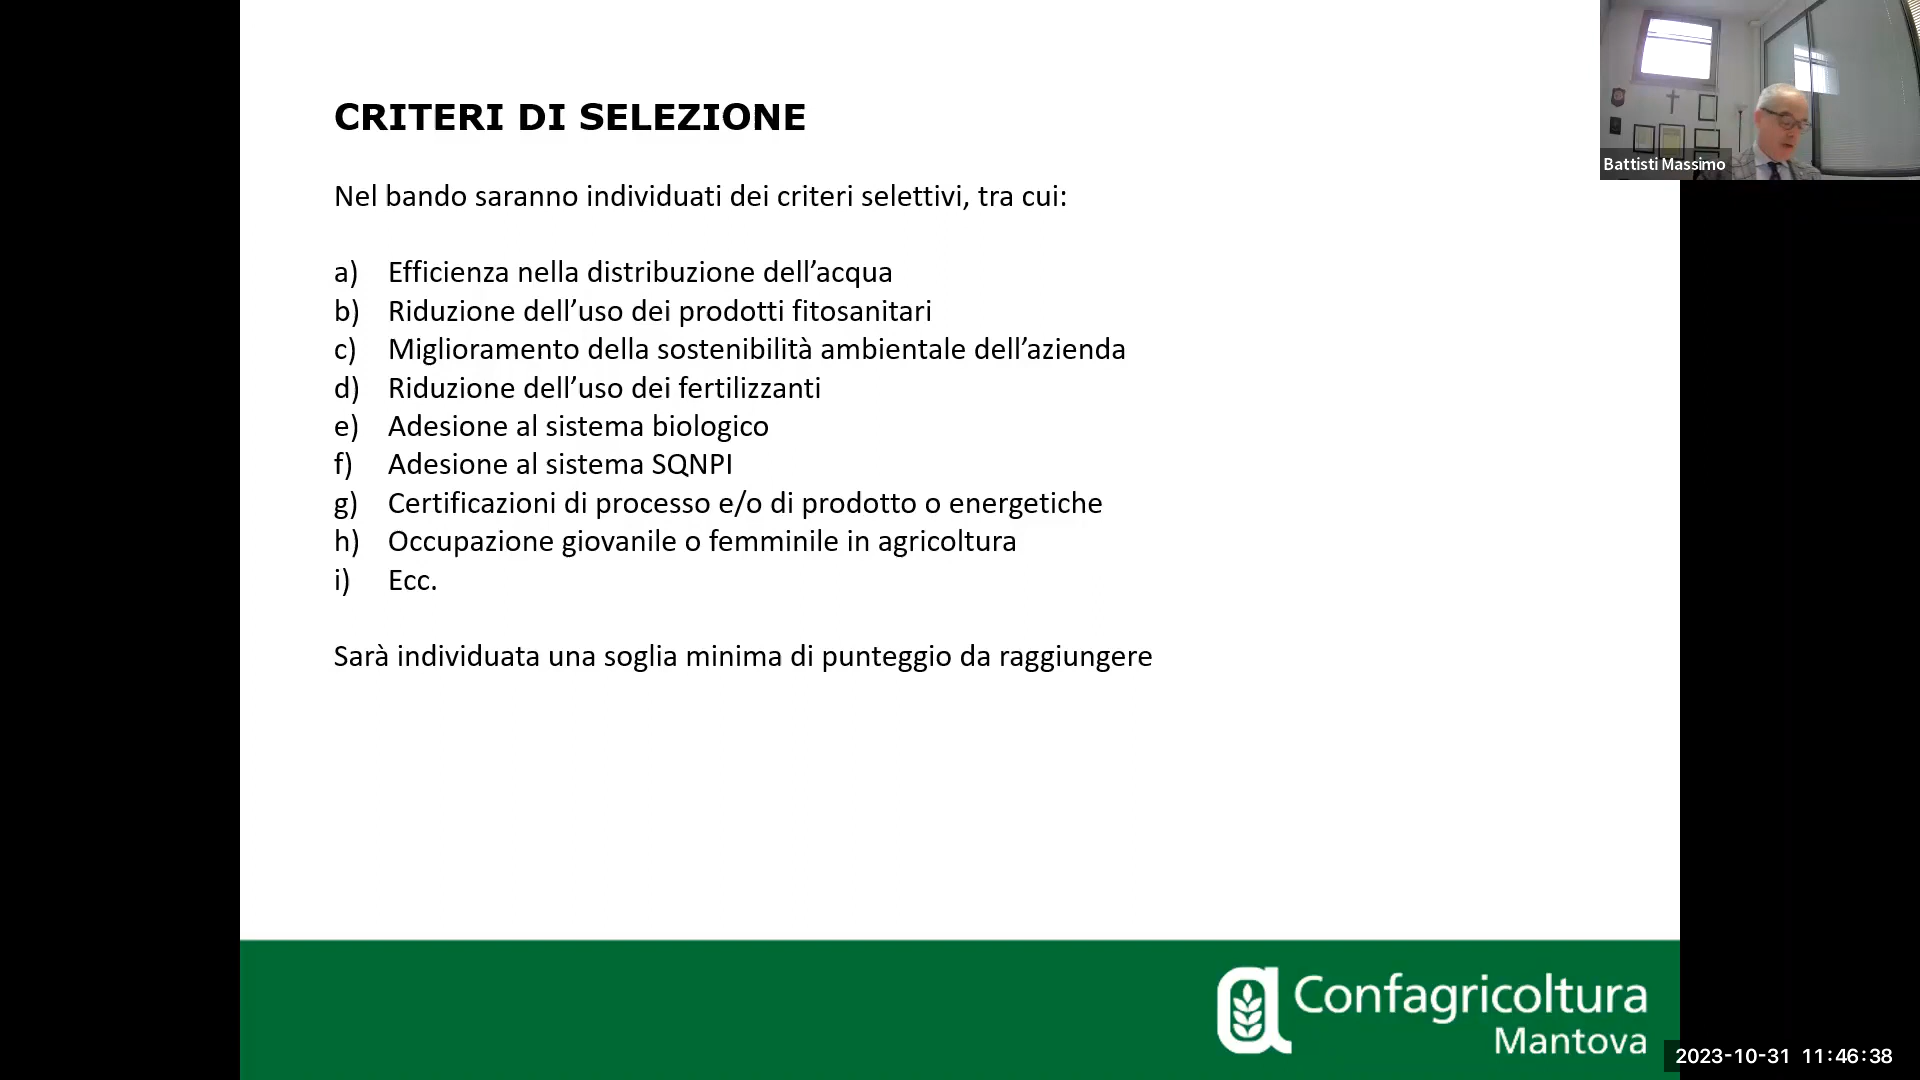 CRITERI DI SELEZIONE
Nel bando saranno individuati dei criteri selettivi, tra cui:
a) Efficienza nella distribuzione dell’acqua
b) Riduzione dell’uso dei prodotti fitosanitari
c) Miglioramento della sostenibilità ambientale dell’azienda
d) Riduzione dell’uso dei fertilizzanti
e) Adesione al sistema biologico
f) Adesione al sistema SQNPI
g) Certificazioni di processo e/o di prodotto o energetiche
h) Occupazione giovanile o femminile in agricoltura
i) Ecc.
Sarà individuata una soglia minima di punteggio da raggiungere
Battisti Massimo
Confagricoltura
Mantova
2023-10-31 11:46:38